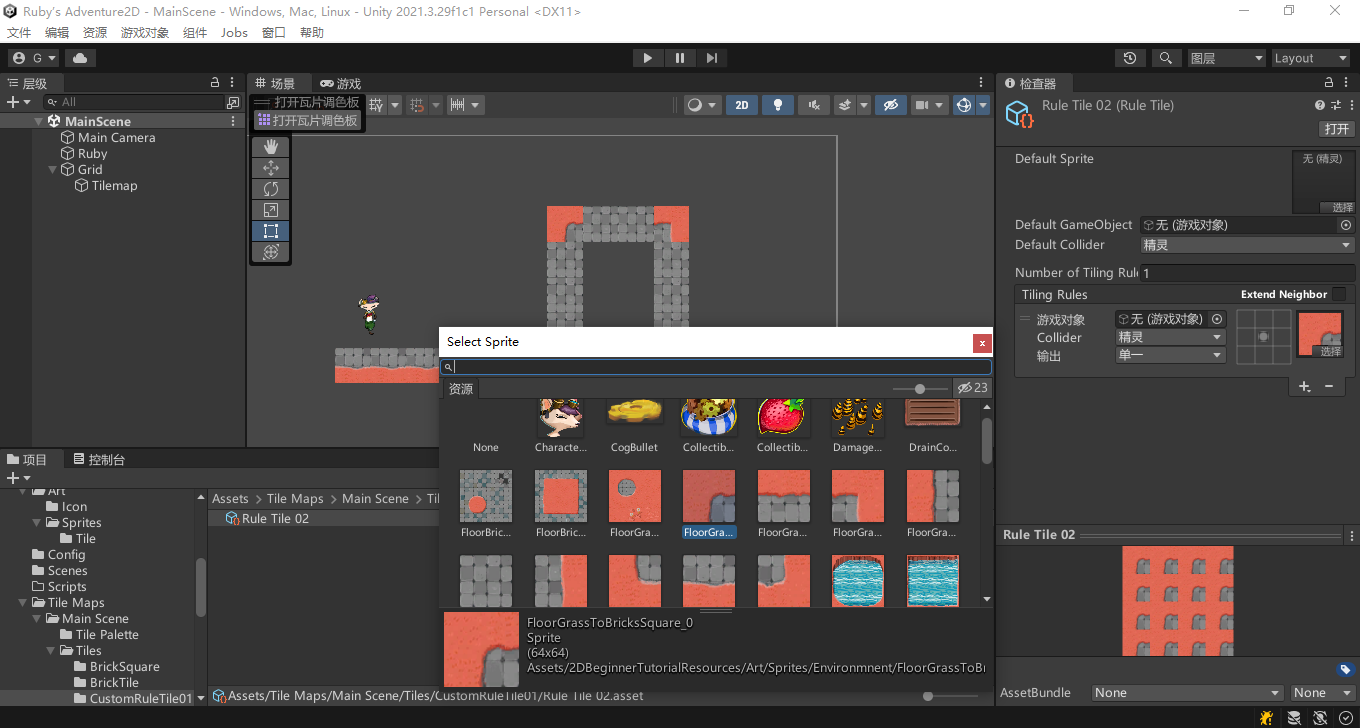 Ruby's Adventure2D - MainScene - Windows, Mac, Linux - Unity 2021.3.29f1c1 Personal <DX11>
文件 编辑 资源 游戏对象 组件 Jobs 窗口 帮助
G
图层
Layout
层级
All
MainScene
Main Camera
Ruby
Grid
Tilemap
场景
游戏
打开瓦片调色板
打开瓦片调色板
2D
检查器
Rule Tile 02 (Rule Tile)
打开
Default Sprite
无 (精灵)
选择
Default GameObject
无 (游戏对象)
Default Collider
精灵
Number of Tiling Rul
1
Tiling Rules
Extend Neighbor
游戏对象
无 (游戏对象)
Collider
精灵
输出
单一
选择
Select Sprite
资源
23
None
Characte...
CogBullet
Collectib...
Collectib...
Damage...
DrainCo...
FloorBric...
FloorBric...
FloorGra...
FloorGra...
FloorGra...
FloorGra...
FloorGra...
FloorGrassToBricksSquare_0
Sprite
(64x64)
Assets/2DBeginnerTutorialResources/Art/Sprites/Environmnent/FloorGrassToBr
项目
控制台
Art
Icon
Sprites
Tile
Config
Scenes
Scripts
Tile Maps
Main Scene
Tile Palette
Tiles
BrickSquare
BrickTile
CustomRuleTile01
Assets > Tile Maps > Main Scene > Til
Rule Tile 02
Assets/Tile Maps/Main Scene/Tiles/CustomRuleTile01/Rule Tile 02.asset
Rule Tile 02
AssetBundle
None
None